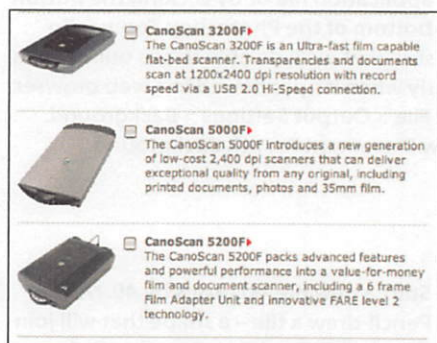 CanoScan 3200F
The CanoScan 3200F is an Ultra-fast film capable
flat-bed scanner. Transparencies and documents
scan at 1200x2400 dpi resolution with record
speed via a USB 2.0 Hi-Speed connection.
CanoScan 5000F
The CanoScan 5000F introduces a new generation
of low-cost 2,400 dpi scanners that can deliver
exceptional quality from any original, including
printed documents, photos and 35mm film.
CanoScan 5200F
The CanoScan 5200F packs advanced features
and powerful performance into a value-for-money
film and document scanner, including a 6 frame
Film Adapter Unit and innovative FARE level 2
technology.